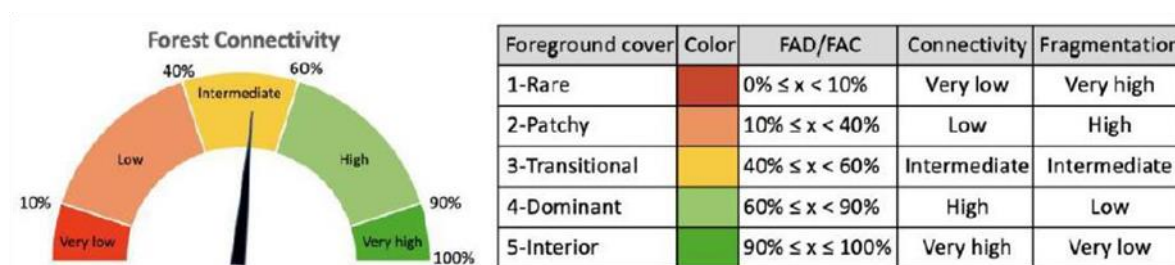 Forest Connectivity
40%
60%
Intermediate
Low
High
10%
90%
Very low
Very high
100%
Foreground cover Color FAD/FAC Connectivity Fragmentation
1-Rare 0% ≤ x < 10% Very low Very high
2-Patchy 10% ≤ x < 40% Low High
3-Transitional 40% ≤ x < 60% Intermediate Intermediate
4-Dominant 60% ≤ x < 90% High Low
5-Interior 90% ≤ x ≤ 100% Very high Very low